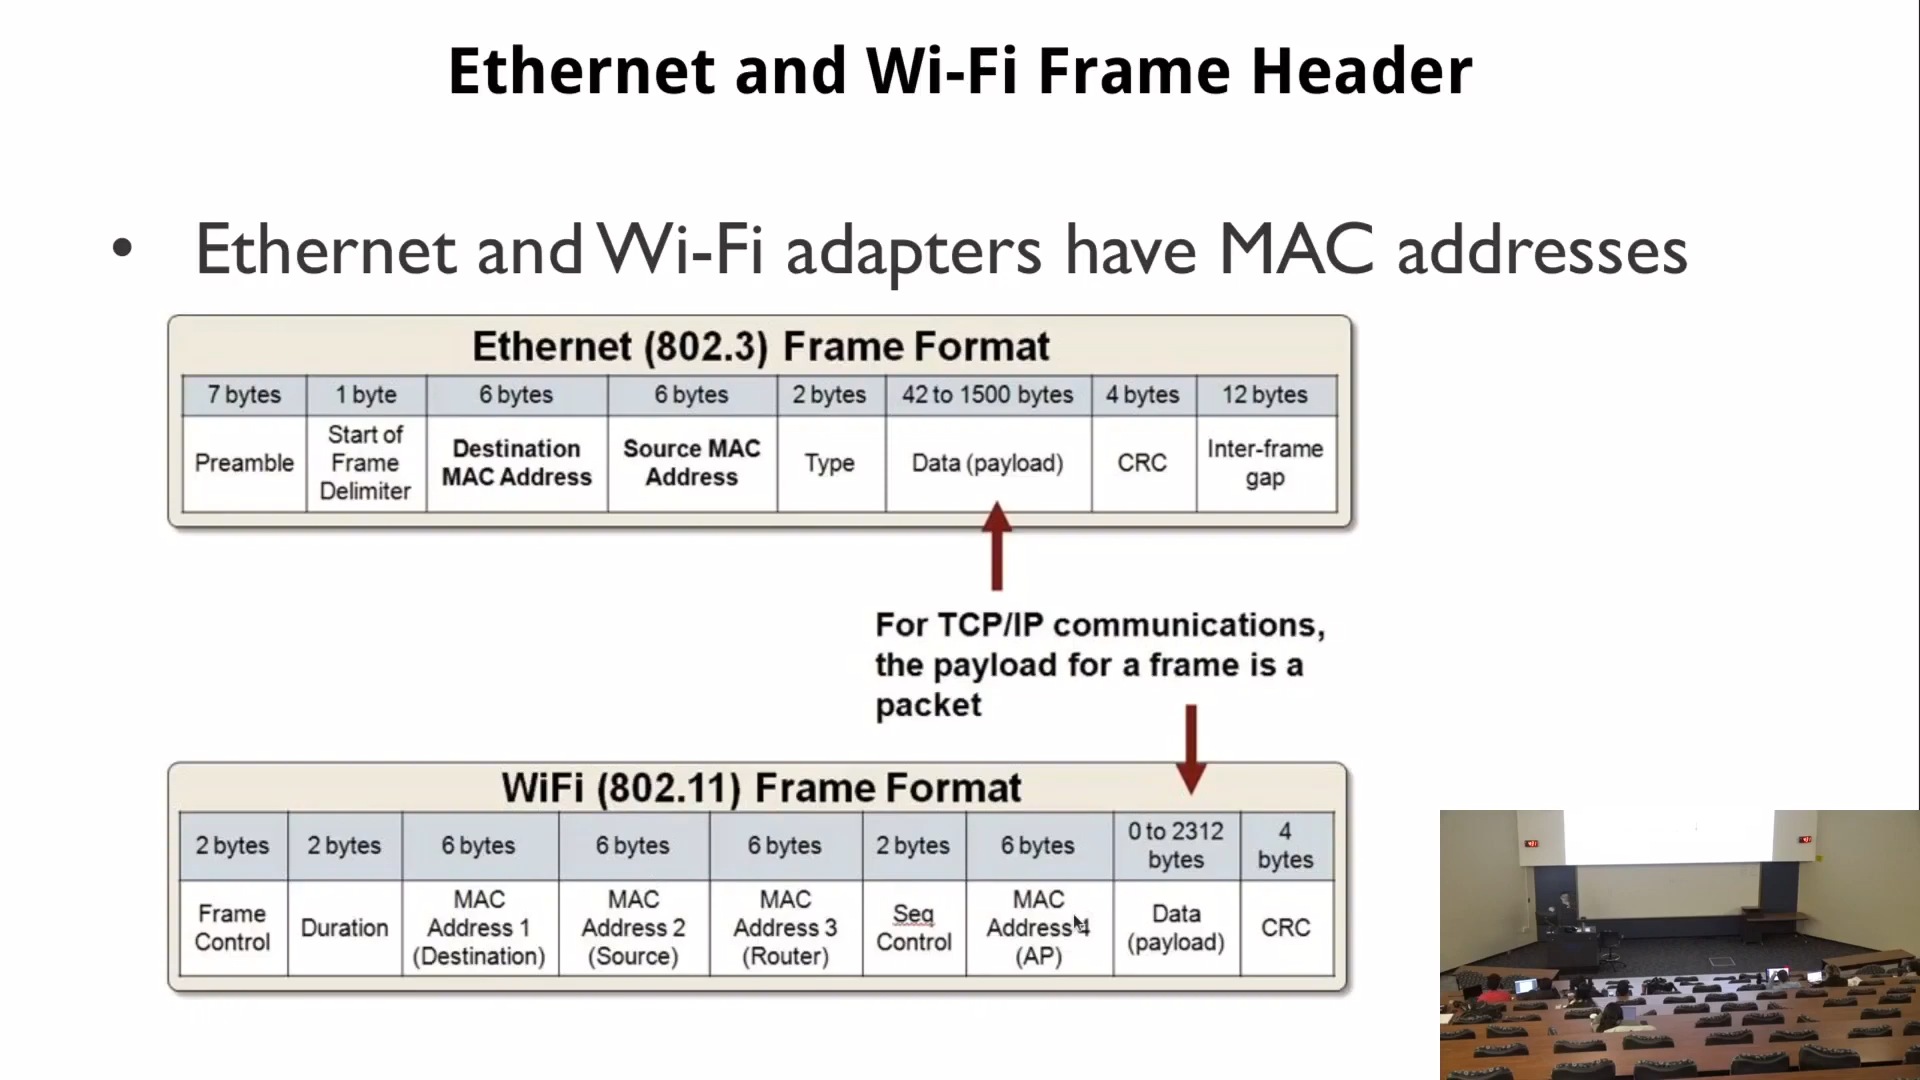 Ethernet and Wi-Fi Frame Header
• Ethernet and Wi-Fi adapters have MAC addresses
Ethernet (802.3) Frame Format
7 bytes 1 byte 6 bytes 6 bytes 2 bytes 42 to 1500 bytes 4 bytes 12 bytes
Preamble
Start of
Frame
Delimiter
Destination
MAC Address
Source MAC
Address
Type
Data (payload)
CRC
Inter-frame
gap
For TCP/IP communications,
the payload for a frame is a
packet
WiFi (802.11) Frame Format
2 bytes 2 bytes 6 bytes 6 bytes 6 bytes 2 bytes 6 bytes
0 to 2312
bytes
4
bytes
Frame
Control
Duration
MAC
Address 1
(Destination)
MAC
Address 2
(Source)
MAC
Address 3
(Router)
Seq
Control
MAC
Address 4
(AP)
Data
(payload)
CRC